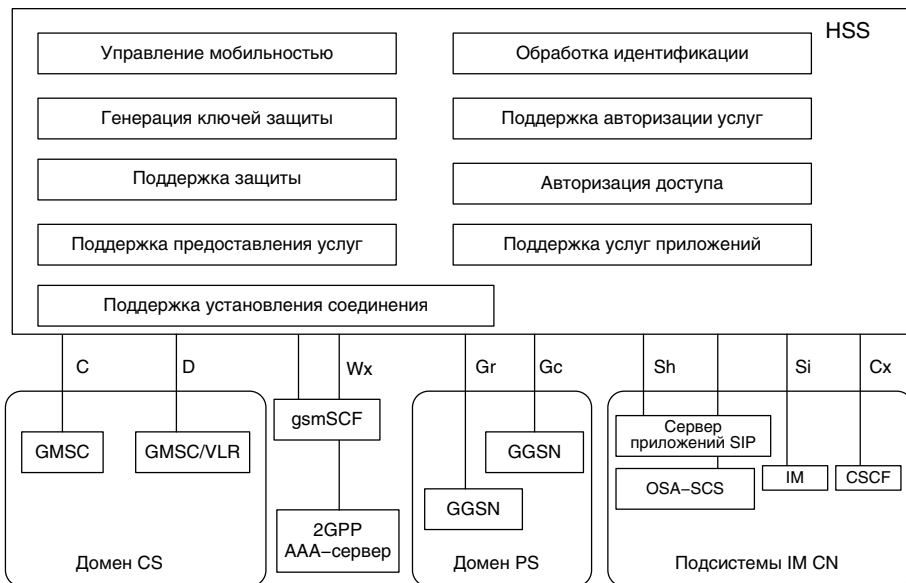 HSS
Управление мобильностью
Обработка идентификации
Генерация ключей защиты
Поддержка авторизации услуг
Поддержка защиты
Авторизация доступа
Поддержка предоставления услуг
Поддержка услуг приложений
Поддержка установления соединения
C
D
Wx
Gr
Gc
Sh
Si
Cx
GMSC
GMSC/VLR
gsmSCF
GGSN
Сервер
приложений SIP
GGSN
OSA–SCS
IM
CSCF
2GPP
AAA–сервер
Домен CS
Домен PS
Подсистемы IM CN